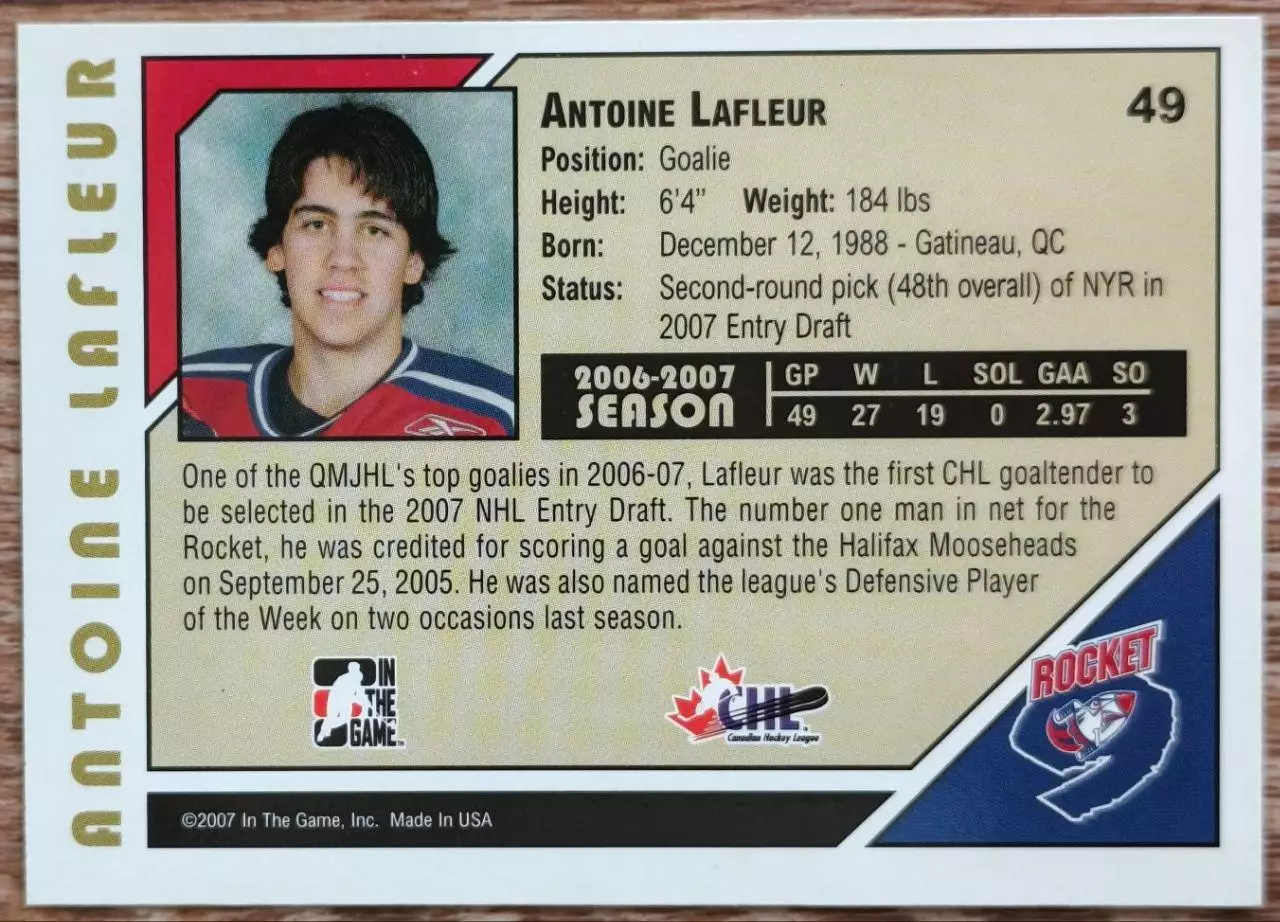 ANTOINE LAFLEUR
ANTOINE LAFLEUR 49
Position: Goalie
Height: 6'4" Weight: 184 lbs
Born: December 12, 1988 - Gatineau, QC
Status: Second-round pick (48th overall) of NYR in
2007 Entry Draft
2006-2007 SEASON
GP W L SOL GAA SO
49 27 19 0 2.97 3
One of the QMJHL's top goalies in 2006-07, Lafleur was the first CHL goaltender to
be selected in the 2007 NHL Entry Draft. The number one man in net for the
Rocket, he was credited for scoring a goal against the Halifax Mooseheads
on September 25, 2005. He was also named the league's Defensive Player
of the Week on two occasions last season.
IN
THE
GAME™
CHL
Canadian Hockey League
ROCKET
©2007 In The Game, Inc. Made In USA